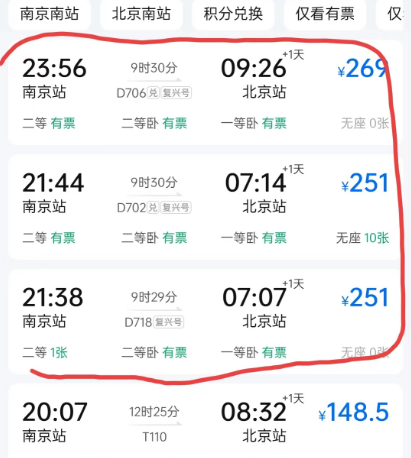 南京南站 北京南站 积分兑换 仅看有票 仅
23:56 9时30分 09:26+1天 ¥269
南京站 D706 兑 复兴号 北京站
二等 有票 二等卧 有票 一等卧 有票 无座 0张
21:44 9时30分 07:14+1天 ¥251
南京站 D702 兑 复兴号 北京站
二等 有票 二等卧 有票 一等卧 有票 无座 10张
21:38 9时29分 07:07+1天 ¥251
南京站 D718 复兴号 北京站
二等 1张 二等卧 有票 一等卧 有票 无座 0张
20:07 12时25分 08:32+1天 ¥148.5
南京站 T110 北京站